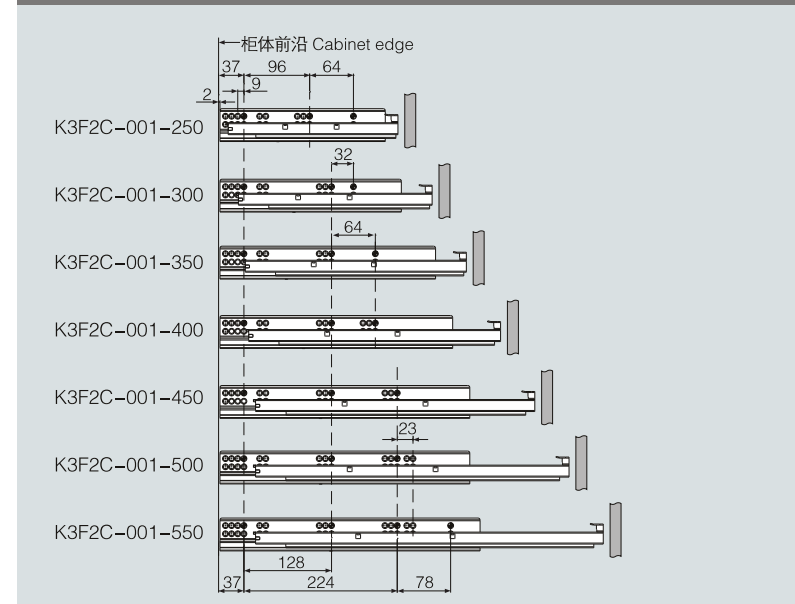 柜体前沿 Cabinet edge
37 96 64
2 9
K3F2C-001-250
32
K3F2C-001-300
64
K3F2C-001-350
K3F2C-001-400
K3F2C-001-450
23
K3F2C-001-500
K3F2C-001-550
128
37 224 78